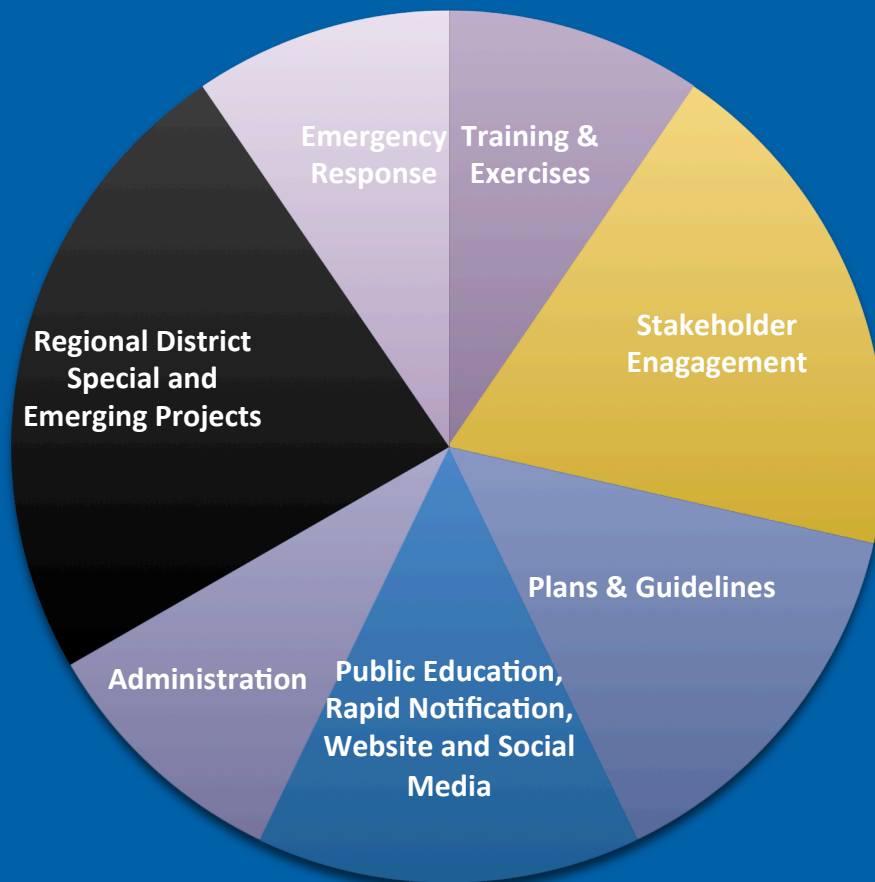 Emergency
Response
Training &
Exercises
Stakeholder
Enagagement
Regional District
Special and
Emerging Projects
Plans & Guidelines
Administration
Public Education,
Rapid Notification,
Website and Social
Media